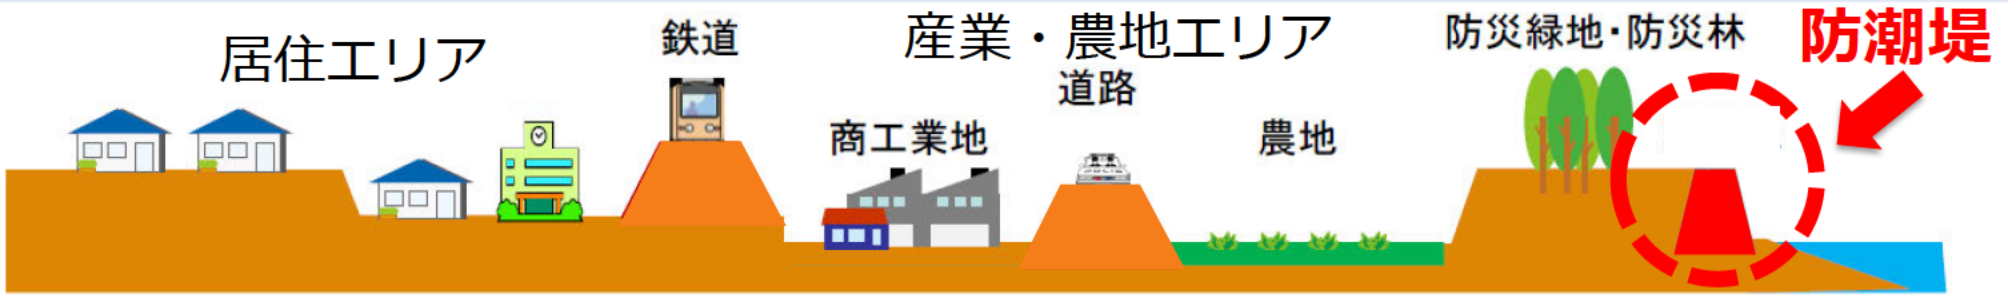 居住エリア
鉄道
産業・農地エリア
道路
商工業地
農地
防災緑地・防災林
防潮堤